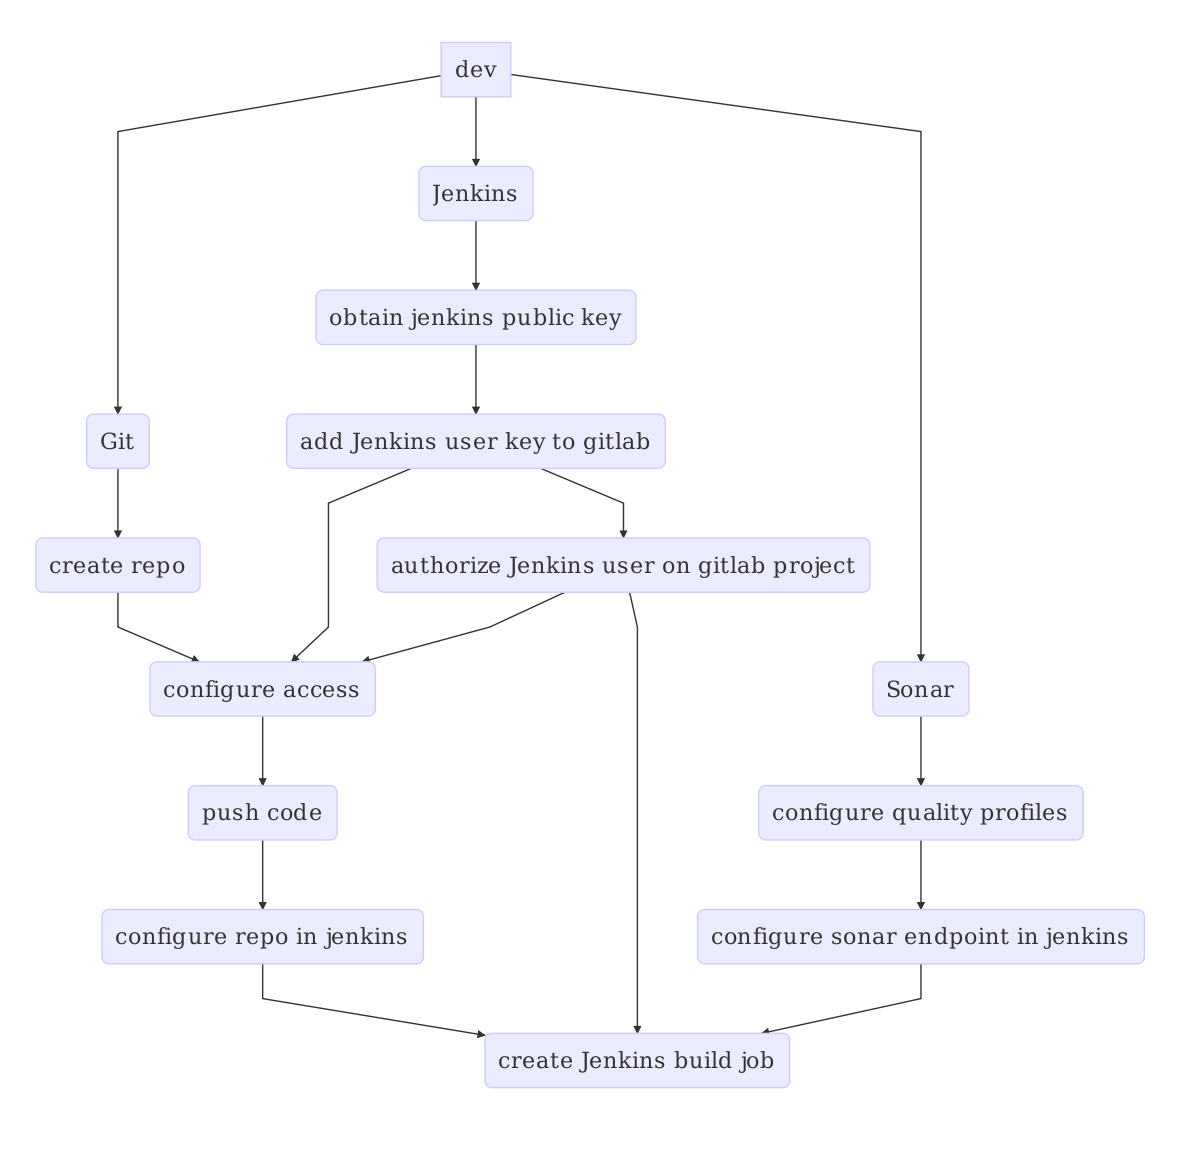 dev
Jenkins
obtain jenkins public key
Git
add Jenkins user key to gitlab
create repo
authorize Jenkins user on gitlab project
configure access
Sonar
push code
configure quality profiles
configure repo in jenkins
configure sonar endpoint in jenkins
create Jenkins build job